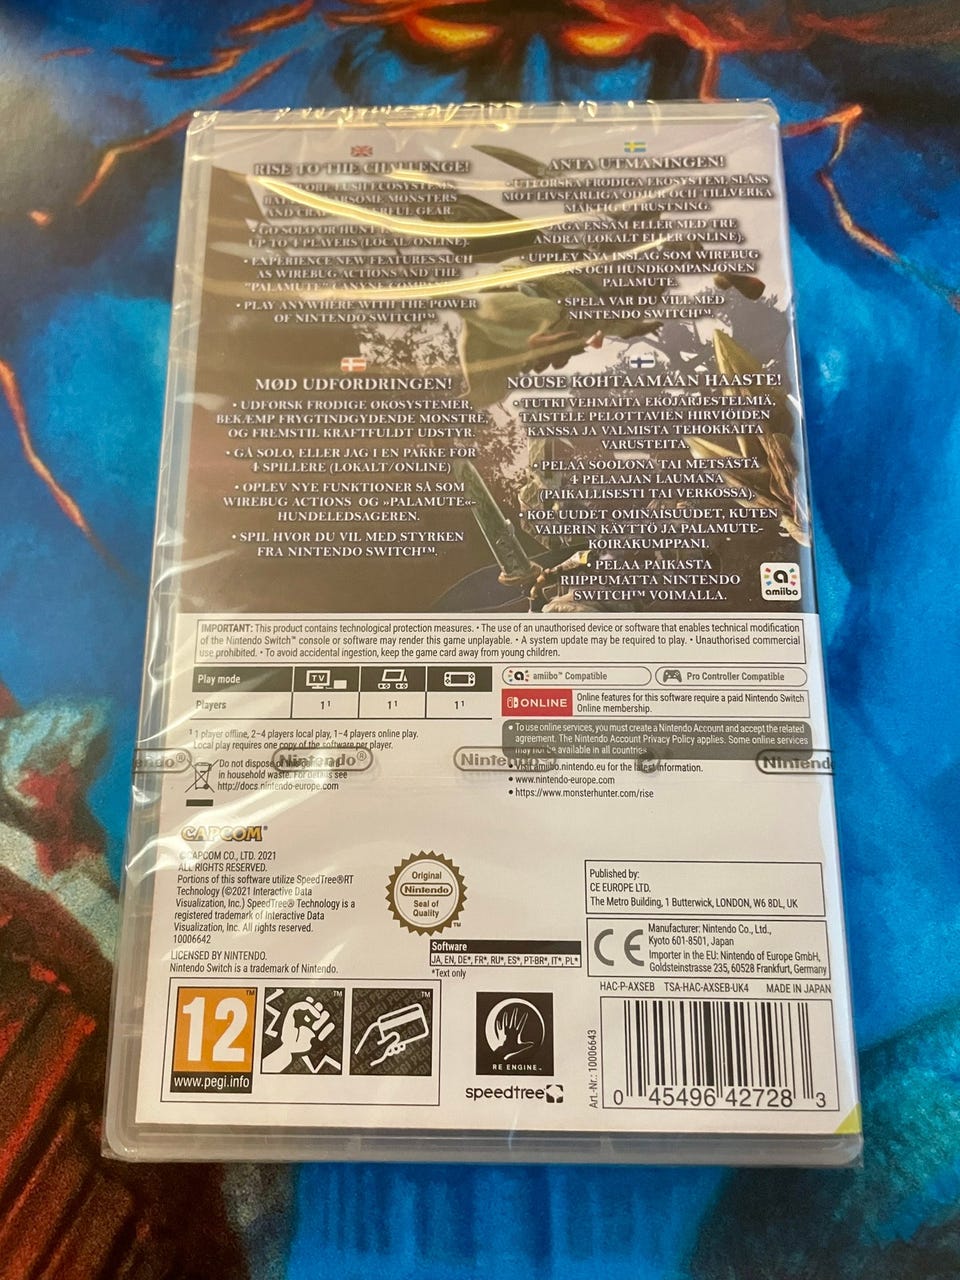 RISE TO THE CHALLENGE!
LUSH ECOSYSTEMS,
MONSTERS
AND GEAR.
• GO SOLO OR HUNT
UP TO 4 PLAYERS (LOCAL/ONLINE).
• EXPERIENCE NEW FEATURES SUCH
AS WIREBUG ACTIONS AND THE
"PALAMUTE" CANYNE
• PLAY ANYWHERE WITH THE POWER
OF NINTENDO SWITCH™.
ANTA UTMANINGEN!
• UTFORSKA FRODIGA EKOSYSTEM, SLÅSS
MOT LIVSFARLIGA ODJUR OCH TILLVERKA
MÄKTIG UTRUSTNING.
JAGA ENSAM ELLER MED TRE
ANDRA (LOKALT ELLER ONLINE).
• UPPLEV NYA INSLAG SOM WIREBUG
OCH HUNDKOMPANJONEN
PALAMUTE.
• SPELA VAR DU VILL MED
NINTENDO SWITCH™.
MØD UDFORDRINGEN!
• UDFORSK FRODIGE ØKOSYSTEMER,
BEKÆMP FRYGTINDGYDENDE MONSTRE,
OG FREMSTIL KRAFTFULDT UDSTYR.
• GÅ SOLO, ELLER JAG I EN PAKKE FOR
4 SPILLERE (LOKALT/ONLINE)
• OPLEV NYE FUNKTIONER SÅ SOM
WIREBUG ACTIONS OG »PALAMUTE«-
HUNDELEDSAGEREN.
• SPIL HVOR DU VIL MED STYRKEN
FRA NINTENDO SWITCH™.
NOUSE KOHTAAMAAN HAASTE!
• TUTKI VEHMAITA EKOJÄRJESTELMIÄ,
TAISTELE PELOTTAVIEN HIRVIÖIDEN
KANSSA JA VALMISTA TEHOKKAITA
VARUSTEITA.
• PELAA SOOLONA TAI METSÄSTÄ
4 PELAAJAN LAUMANA
(PAIKALLISESTI TAI VERKOSSA).
• KOE UUDET OMINAISUUDET, KUTEN
VAIJERIN KÄYTTÖ JA PALAMUTE-
KOIRAKUMPPANI.
• PELAA PAIKASTA
RIIPPUMATTA NINTENDO
SWITCH™ VOIMALLA.
amiibo
IMPORTANT: This product contains technological protection measures. • The use of an unauthorised device or software that enables technical modification
of the Nintendo Switch™ console or software may render this game unplayable. • A system update may be required to play. • Unauthorised commercial
use prohibited. • To avoid accidental ingestion, keep the game card away from young children.
Play mode
TV
Players 1¹ 1¹ 1¹
amiibo™ Compatible
Pro Controller Compatible
ONLINE
Online features for this software require a paid Nintendo Switch
Online membership.
¹ 1 player offline, 2–4 players local play, 1–4 players online play.
Local play requires one copy of the software per player.
• To use online services, you must create a Nintendo Account and accept the related
agreement. The Nintendo Account Privacy Policy applies. Some online services
may not be available in all countries.
Nintendo® Nintendo Nintendo
Do not dispose of this
in household waste. For details see
http://docs.nintendo-europe.com
• Visit amiibo.nintendo.eu for the latest information.
• www.nintendo-europe.com
• https://www.monsterhunter.com/rise
CAPCOM®
©CAPCOM CO., LTD. 2021
ALL RIGHTS RESERVED.
Portions of this software utilize SpeedTree®RT
Technology (©2021 Interactive Data
Visualization, Inc.) SpeedTree® Technology is a
registered trademark of Interactive Data
Visualization, Inc. All rights reserved.
10006642
LICENSED BY NINTENDO.
Nintendo Switch is a trademark of Nintendo.
Original
Nintendo
Seal of
Quality
TM
Software
JA, EN, DE*, FR*, RU*, ES*, PT-BR*, IT*, PL*
*Text only
Published by:
CE EUROPE LTD.
The Metro Building, 1 Butterwick, LONDON, W6 8DL, UK
CE
Manufacturer: Nintendo Co., Ltd.,
Kyoto 601-8501, Japan
Importer in the EU: Nintendo of Europe GmbH,
Goldsteinstrasse 235, 60528 Frankfurt, Germany
HAC-P-AXSEB TSA-HAC-AXSEB-UK4 MADE IN JAPAN
12
www.pegi.info
RE ENGINE™
speedtree
Art.-Nr.: 10006643
0 45496 42728 3